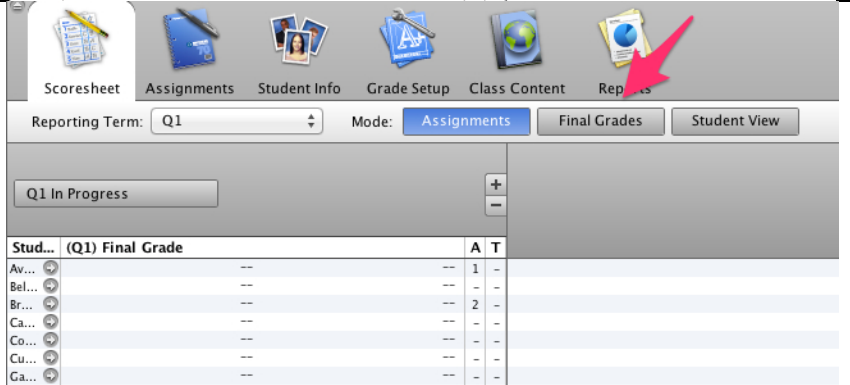 Scoresheet Assignments Student Info Grade Setup Class Content Reports
Reporting Term: Q1 Mode: Assignments Final Grades Student View
Q1 In Progress
+
−
Stud... (Q1) Final Grade A T
Av... -- -- 1 -
Bel... -- -- - -
Br... -- -- 2 -
Ca... -- -- - -
Co... -- -- - -
Cu... -- -- - -
Ga... -- -- - -